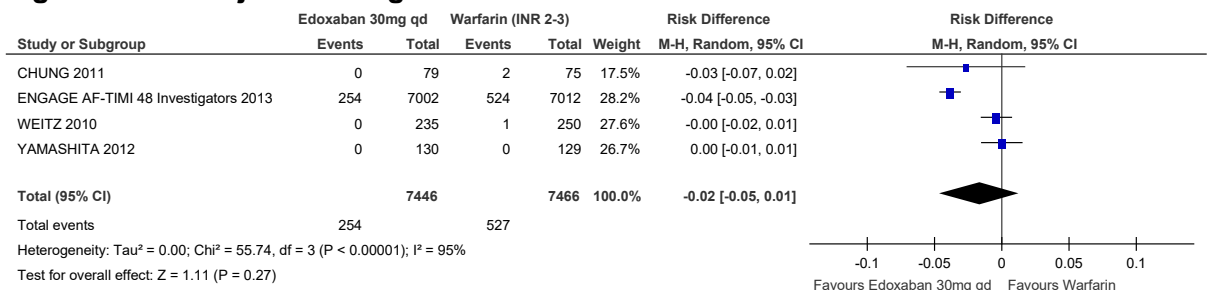 Edoxaban 30mg qd Warfarin (INR 2-3) Risk Difference Risk Difference
Study or Subgroup Events Total Events Total Weight M-H, Random, 95% CI M-H, Random, 95% CI
CHUNG 2011 0 79 2 75 17.5% -0.03 [-0.07, 0.02]
ENGAGE AF-TIMI 48 Investigators 2013 254 7002 524 7012 28.2% -0.04 [-0.05, -0.03]
WEITZ 2010 0 235 1 250 27.6% -0.00 [-0.02, 0.01]
YAMASHITA 2012 0 130 0 129 26.7% 0.00 [-0.01, 0.01]
Total (95% CI) 7446 7466 100.0% -0.02 [-0.05, 0.01]
Total events 254 527
Heterogeneity: Tau² = 0.00; Chi² = 55.74, df = 3 (P < 0.00001); I² = 95%
Test for overall effect: Z = 1.11 (P = 0.27)
-0.1 -0.05 0 0.05 0.1
Favours Edoxaban 30mg qd Favours Warfarin